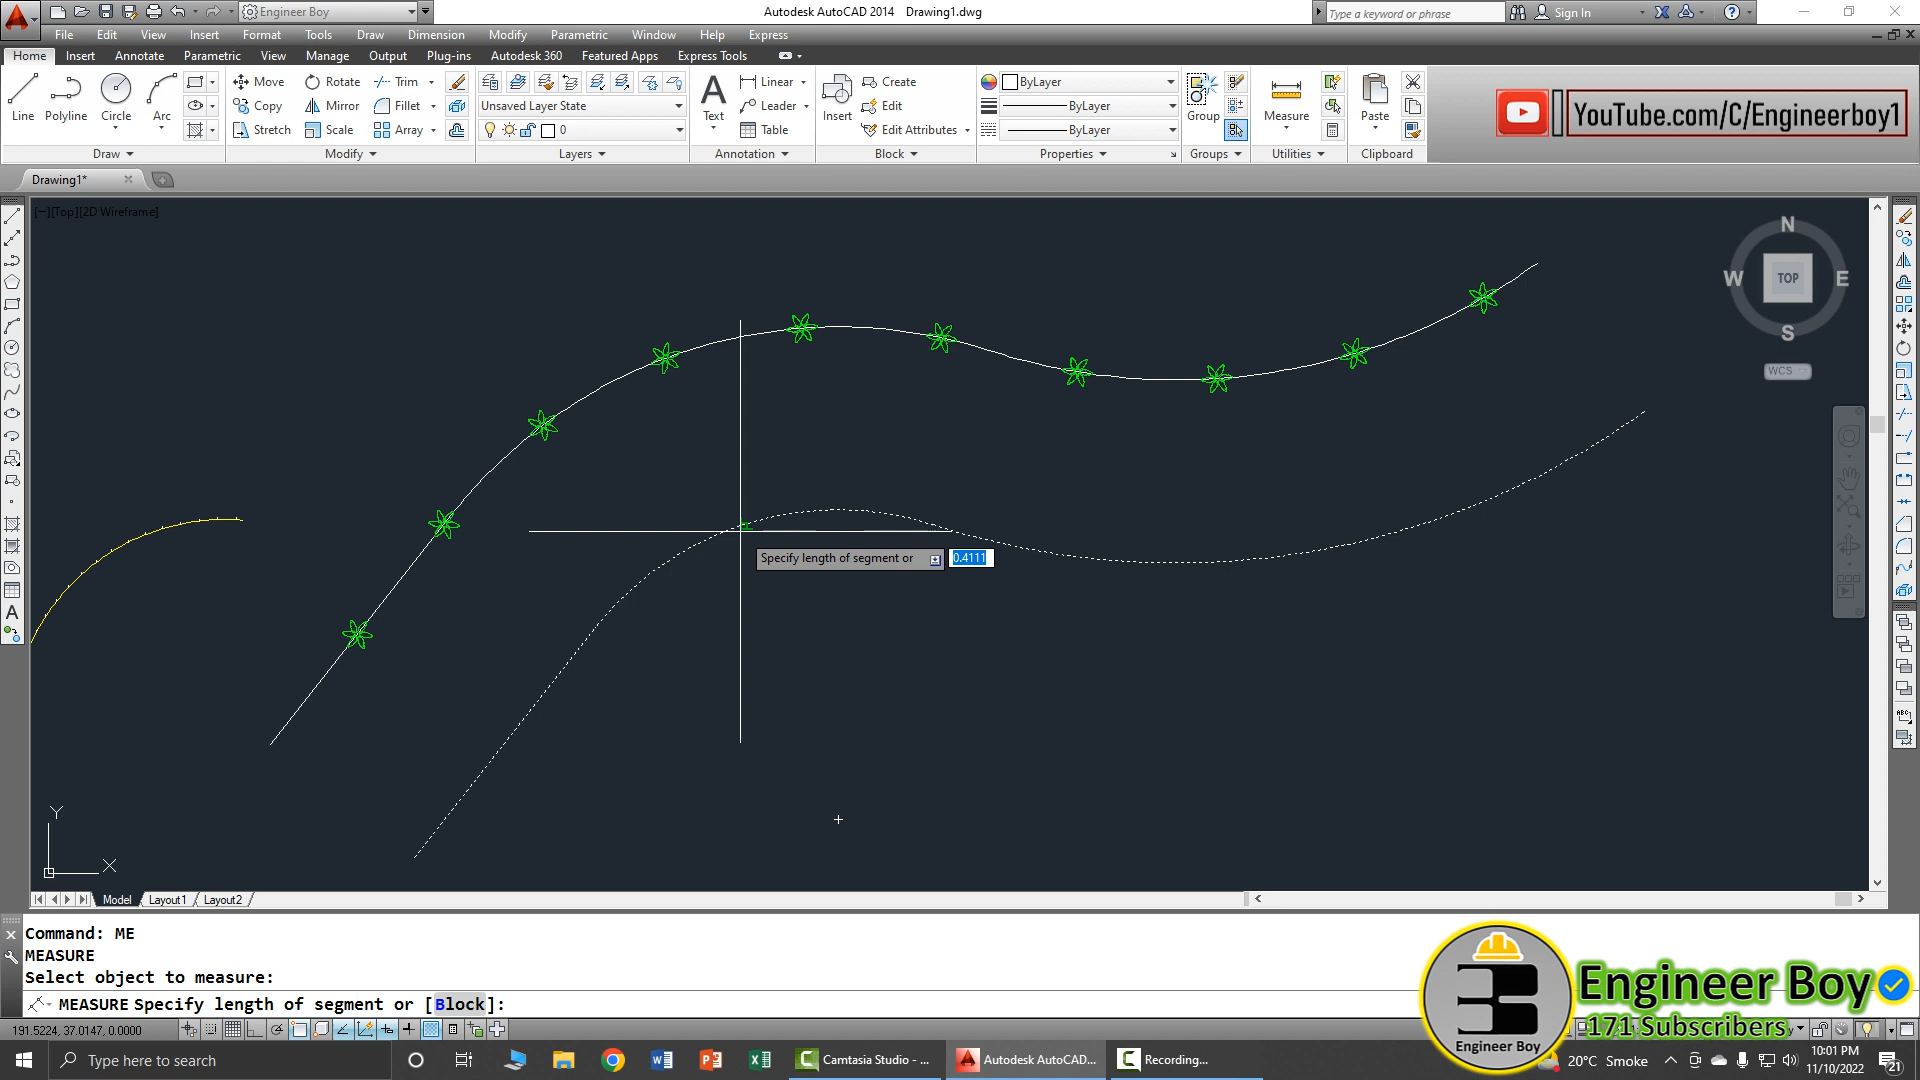 Engineer Boy
Autodesk AutoCAD 2014 Drawing1.dwg
Type a keyword or phrase
Sign In
File Edit View Insert Format Tools Draw Dimension Modify Parametric Window Help Express
Home Insert Annotate Parametric View Manage Output Plug-ins Autodesk 360 Featured Apps Express Tools
Line Polyline Circle Arc
Draw
Move Rotate Trim
Copy Mirror Fillet
Stretch Scale Array
Modify
Unsaved Layer State
0
Layers
Text
Linear
Leader
Table
Annotation
Insert
Create
Edit
Edit Attributes
Block
ByLayer
ByLayer
ByLayer
Properties
Group
Groups
Measure
Utilities
Paste
Clipboard
YouTube.com/C/Engineerboy1
Drawing1*
[−][Top][2D Wireframe]
N
W TOP E
S
WCS
Specify length of segment or 0.4111
Y
X
Model Layout1 Layout2
Command: ME
MEASURE
Select object to measure:
MEASURE Specify length of segment or [Block]:
Engineer Boy
171 Subscribers
Engineer Boy
191.5224, 37.0147, 0.0000
Type here to search
Camtasia Studio - ...
Autodesk AutoCAD...
Recording...
20°C Smoke
10:01 PM
11/10/2022
21